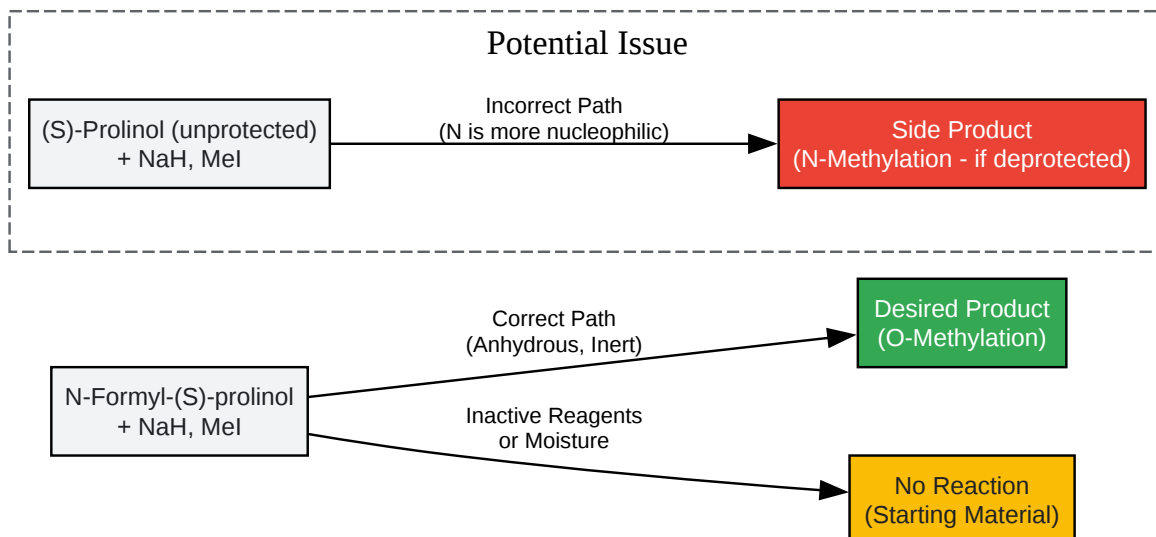 Potential Issue
(S)-Prolinol (unprotected)
+ NaH, MeI
Incorrect Path
(N is more nucleophilic)
Side Product
(N-Methylation - if deprotected)
N-Formyl-(S)-prolinol
+ NaH, MeI
Correct Path
(Anhydrous, Inert)
Desired Product
(O-Methylation)
Inactive Reagents
or Moisture
No Reaction
(Starting Material)